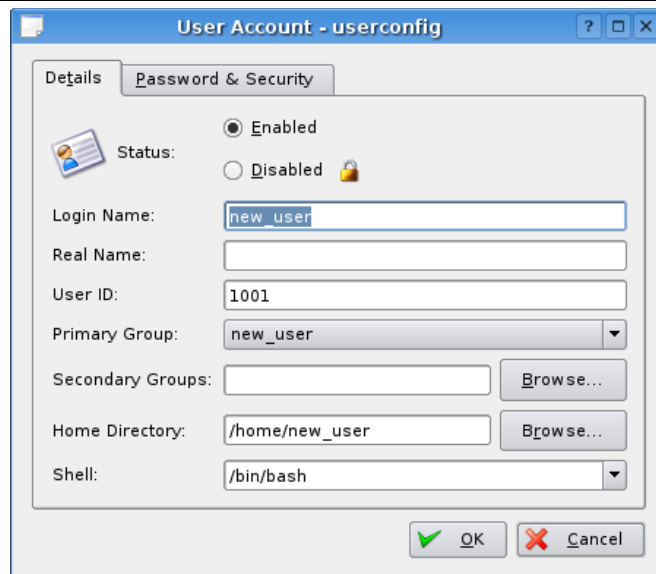 User Account - userconfig
?
Details
Password & Security
Status:
Enabled
Disabled
Login Name:
new_user
Real Name:
User ID:
1001
Primary Group:
new_user
Secondary Groups:
Browse...
Home Directory:
/home/new_user
Browse...
Shell:
/bin/bash
OK
Cancel